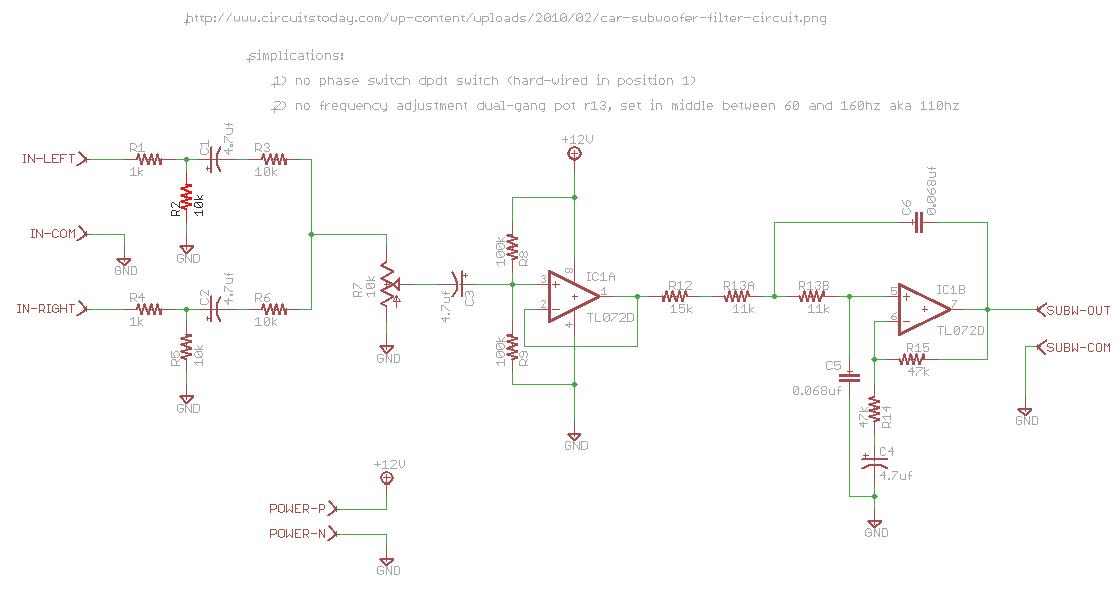 http://www.circuitstoday.com/wp-content/uploads/2010/02/car-subwoofer-filter-circuit.png
simplications:
1) no phase switch dpdt switch (hard-wired in position 1)
2) no frequency adjustment dual-gang pot r13, set in middle between 60 and 160hz aka 110hz
IN-LEFT
R1
1k
C1
4.7uf
R3
10k
R2
10k
GND
IN-COM
GND
IN-RIGHT
R4
1k
C2
4.7uf
R6
10k
R5
10k
GND
R7
10k
GND
4.7uf
C3
+12V
100k
R8
3
2
8
4
1
IC1A
TL072D
100k
R9
GND
R12
15k
R13A
11k
R13B
11k
C6
0.068uf
5
6
7
IC1B
TL072D
R15
47k
C5
0.068uf
47k
R14
C4
4.7uf
GND
SUBW-OUT
SUBW-COM
GND
+12V
POWER-P
POWER-N
GND